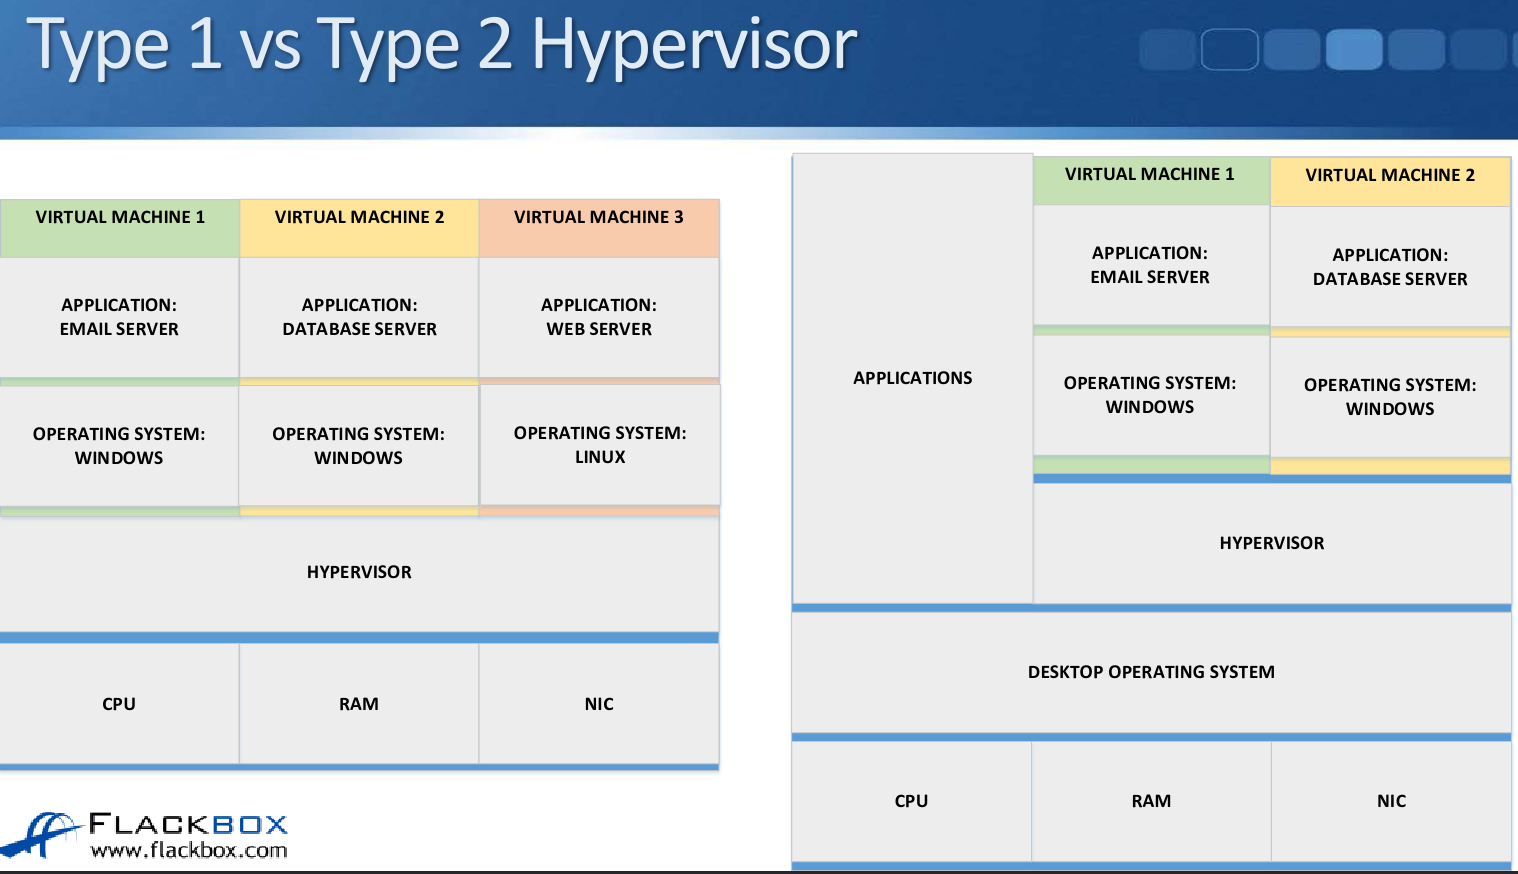 Type 1 vs Type 2 Hypervisor
VIRTUAL MACHINE 1
VIRTUAL MACHINE 2
VIRTUAL MACHINE 3
APPLICATION:
EMAIL SERVER
APPLICATION:
DATABASE SERVER
APPLICATION:
WEB SERVER
OPERATING SYSTEM:
WINDOWS
OPERATING SYSTEM:
WINDOWS
OPERATING SYSTEM:
LINUX
HYPERVISOR
CPU
RAM
NIC
APPLICATIONS
VIRTUAL MACHINE 1
VIRTUAL MACHINE 2
APPLICATION:
EMAIL SERVER
APPLICATION:
DATABASE SERVER
OPERATING SYSTEM:
WINDOWS
OPERATING SYSTEM:
WINDOWS
HYPERVISOR
DESKTOP OPERATING SYSTEM
CPU
RAM
NIC
FLACKBOX
www.flackbox.com